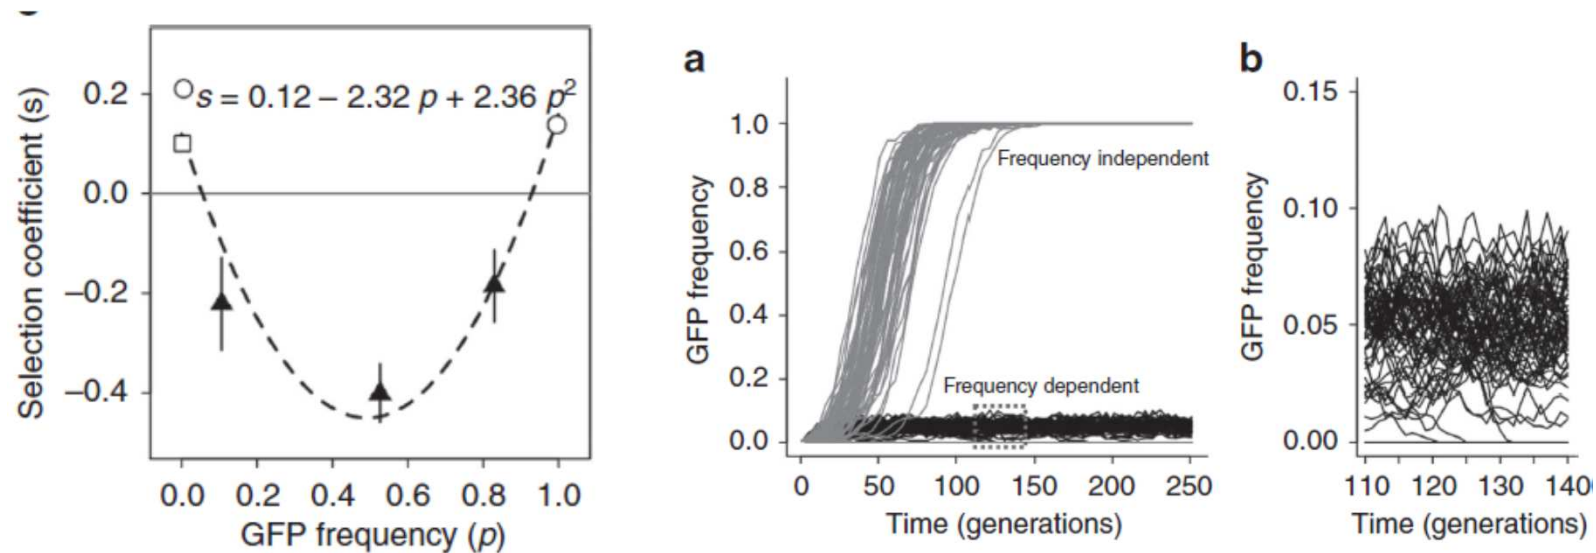 s = 0.12 – 2.32 p + 2.36 p²
Selection coefficient (s)
0.2
0.0
–0.2
–0.4
0.0 0.2 0.4 0.6 0.8 1.0
GFP frequency (p)
a
GFP frequency
1.0
0.8
0.6
0.4
0.2
0.0
Frequency independent
Frequency dependent
0 50 100 150 200 250
Time (generations)
b
GFP frequency
0.15
0.10
0.05
0.00
110 120 130 140
Time (generations)